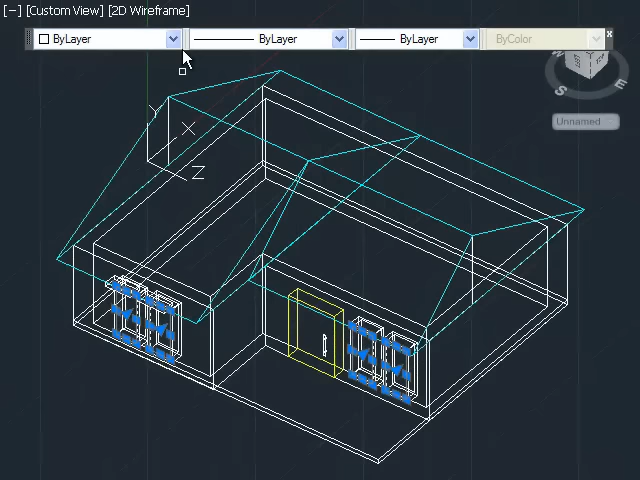 [−] [Custom View] [2D Wireframe]
ByLayer ByLayer ByLayer ByColor x
W
S E
Unnamed
Y
X
Z